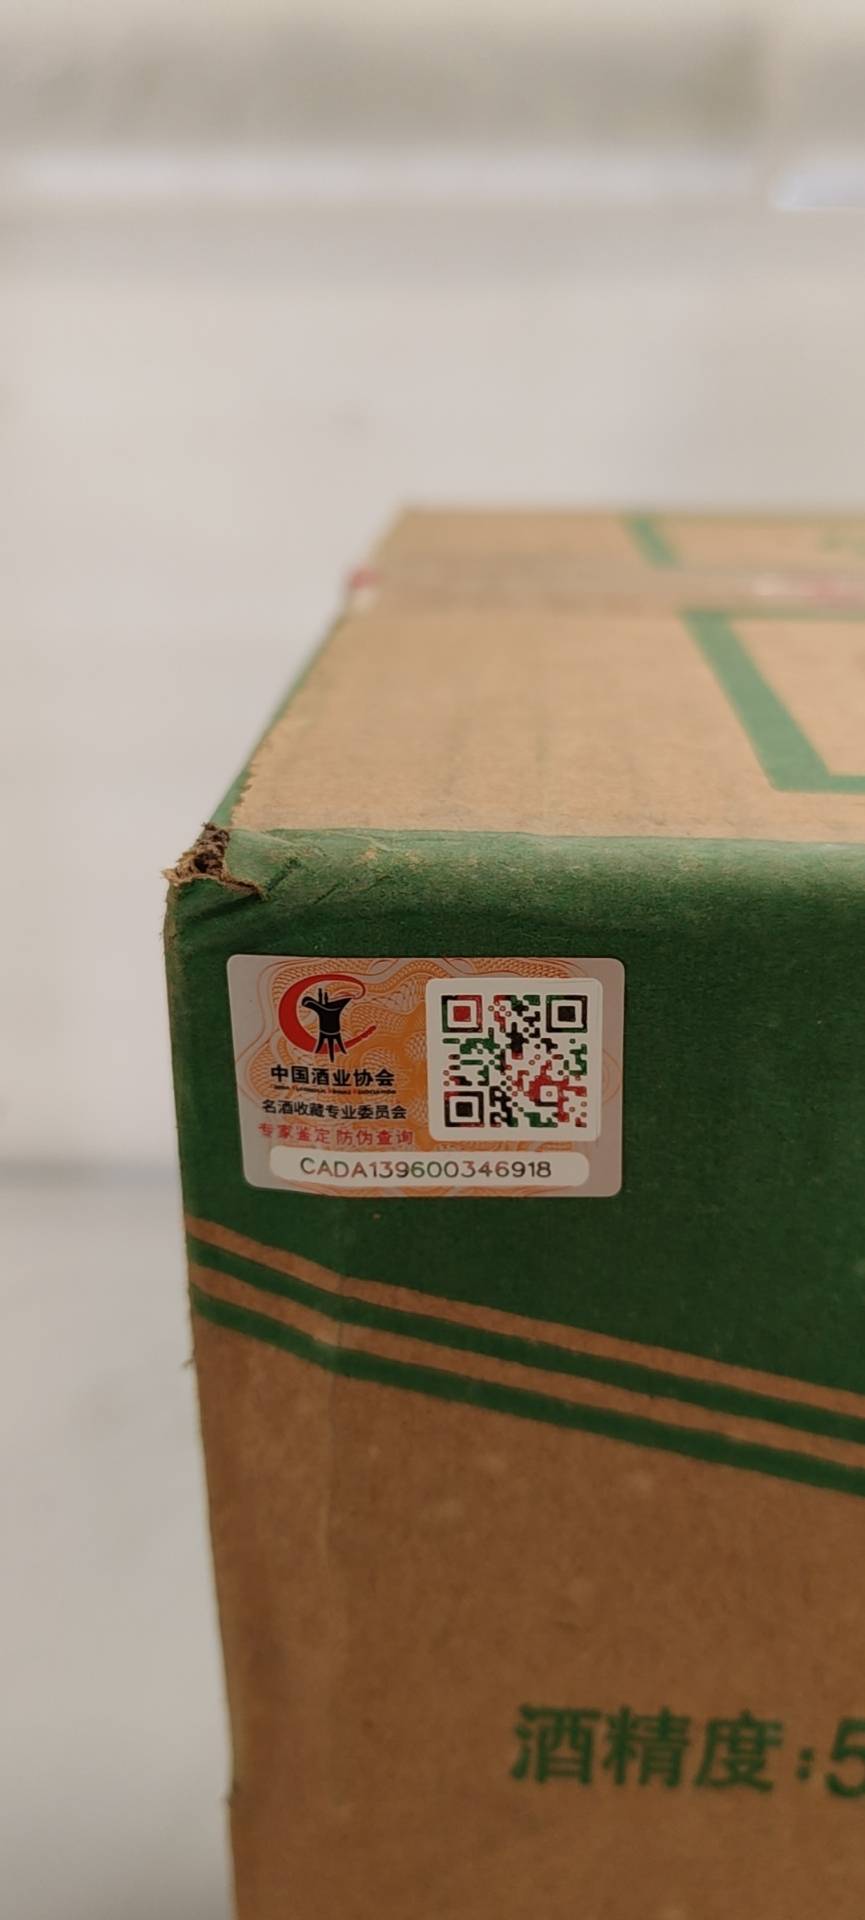 中国酒业协会
名酒收藏专业委员会
专家鉴定 防伪查询
CADA139600346918
酒精度:5